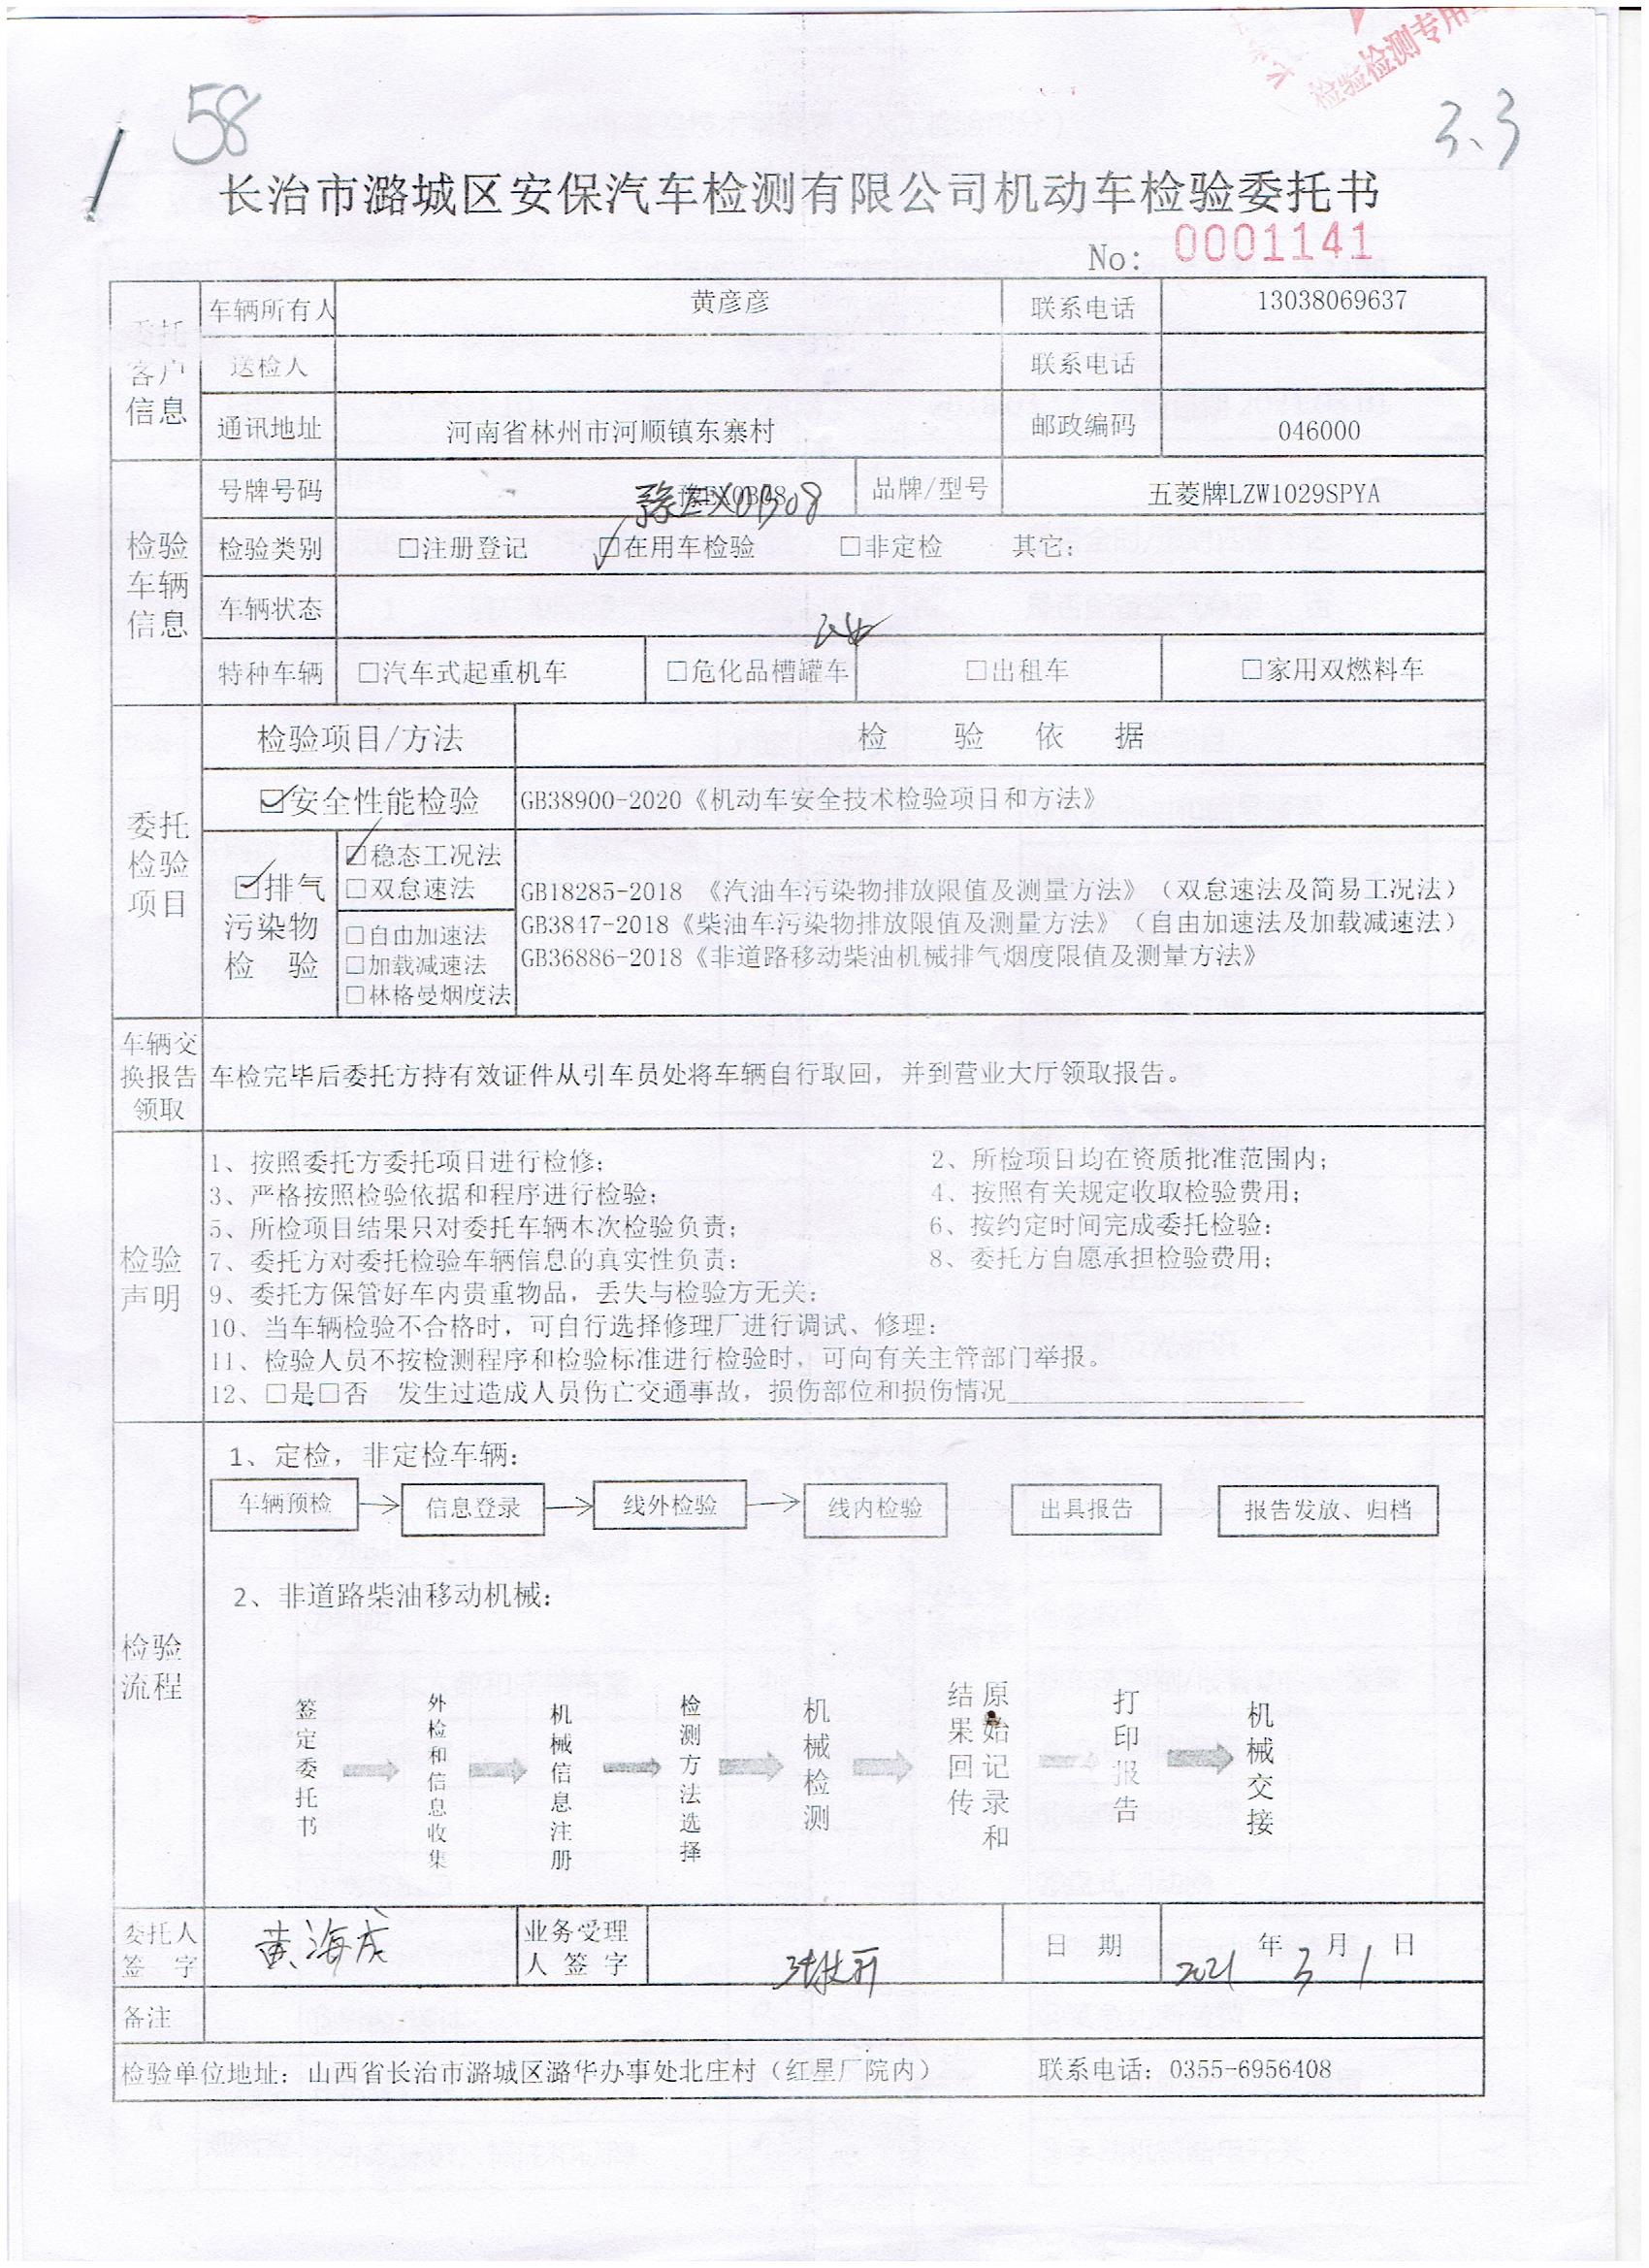 检验检测专用
58
3.3
长治市潞城区安保汽车检测有限公司机动车检验委托书
No: 0001141
委托客户信息
车辆所有人 黄彦彦 联系电话 13038069637
送检人 联系电话
通讯地址 河南省林州市河顺镇东寨村 邮政编码 046000
检验车辆信息
号牌号码 豫EX0B08 豫EX0B08 品牌/型号 五菱牌LZW1029SPYA
检验类别 □注册登记 ☑在用车检验 □非定检 其它:
车辆状态
特种车辆 □汽车式起重机车 □危化品槽罐车 □出租车 □家用双燃料车
委托检验项目
检验项目/方法 检 验 依 据
☑安全性能检验 GB38900-2020《机动车安全技术检验项目和方法》
☑排气污染物检 验
☑稳态工况法
□双怠速法
□自由加速法
□加载减速法
□林格曼烟度法
GB18285-2018 《汽油车污染物排放限值及测量方法》（双怠速法及简易工况法）
GB3847-2018《柴油车污染物排放限值及测量方法》（自由加速法及加载减速法）
GB36886-2018《非道路移动柴油机械排气烟度限值及测量方法》
车辆交换报告领取 车检完毕后委托方持有效证件从引车员处将车辆自行取回，并到营业大厅领取报告。
检验声明
1、按照委托方委托项目进行检修; 2、所检项目均在资质批准范围内;
3、严格按照检验依据和程序进行检验; 4、按照有关规定收取检验费用;
5、所检项目结果只对委托车辆本次检验负责; 6、按约定时间完成委托检验:
7、委托方对委托检验车辆信息的真实性负责: 8、委托方自愿承担检验费用;
9、委托方保管好车内贵重物品，丢失与检验方无关;
10、当车辆检验不合格时，可自行选择修理厂进行调试、修理:
11、检验人员不按检测程序和检验标准进行检验时，可向有关主管部门举报。
12、□是□否 发生过造成人员伤亡交通事故，损伤部位和损伤情况
检验流程
1、定检，非定检车辆:
车辆预检 信息登录 线外检验 线内检验 出具报告 报告发放、归档
2、非道路柴油移动机械:
签定委托书
外检和信息收集
机械信息注册
检测方法选择
机械检测
原始记录和结果回传
打印报告
机械交接
委托人签 字 业务受理人 签 字 日 期 2021 年 3 月 1 日
备注
检验单位地址: 山西省长治市潞城区潞华办事处北庄村（红星厂院内） 联系电话: 0355-6956408